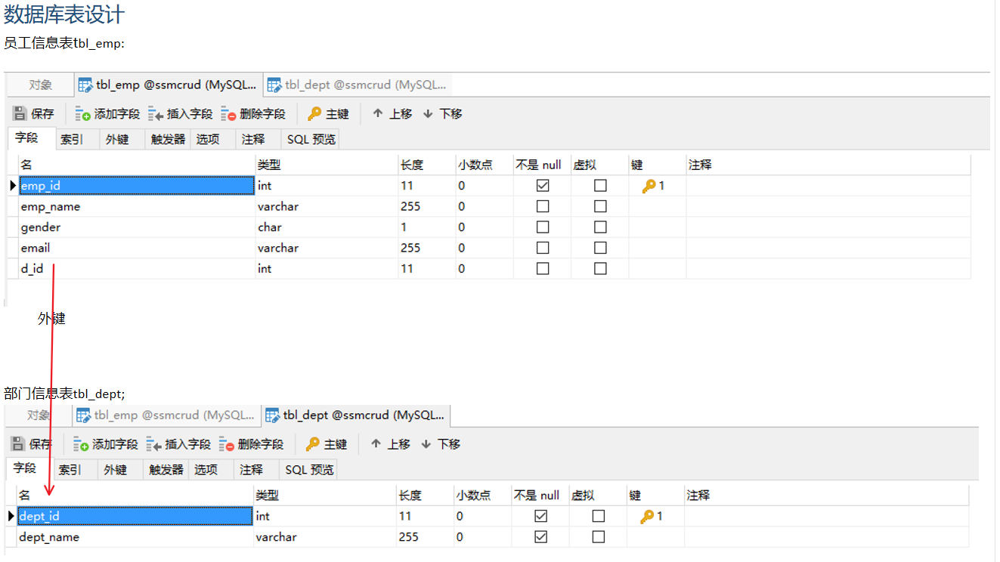 数据库表设计
员工信息表tbl_emp:
对象 tbl_emp @ssmcrud (MySQL... tbl_dept @ssmcrud (MySQL...
保存 添加字段 插入字段 删除字段 主键 上移 下移
字段 索引 外键 触发器 选项 注释 SQL 预览
名 类型 长度 小数点 不是 null 虚拟 键 注释
emp_id int 11 0 1
emp_name varchar 255 0
gender char 1 0
email varchar 255 0
d_id int 11 0
外键
部门信息表tbl_dept;
对象 tbl_emp @ssmcrud (MySQL... tbl_dept @ssmcrud (MySQL...
保存 添加字段 插入字段 删除字段 主键 上移 下移
字段 索引 外键 触发器 选项 注释 SQL 预览
名 类型 长度 小数点 不是 null 虚拟 键 注释
dept_id int 11 0 1
dept_name varchar 255 0